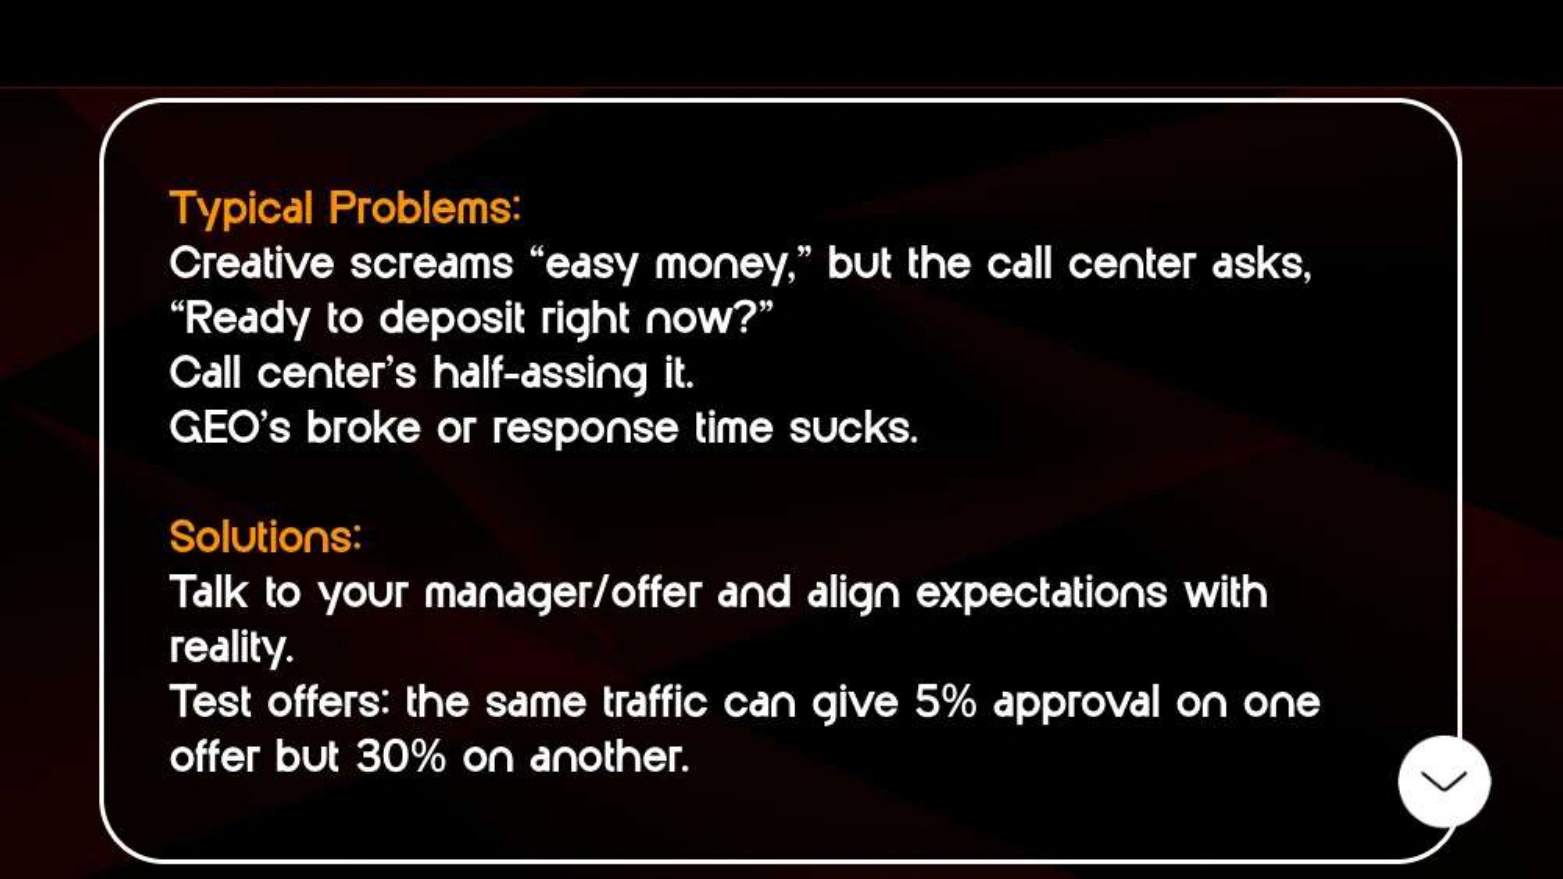 Typical Problems:
Creative screams “easy money,” but the call center asks,
“Ready to deposit right now?”
Call center’s half-assing it.
GEO’s broke or response time sucks.
Solutions:
Talk to your manager/offer and align expectations with
reality.
Test offers: the same traffic can give 5% approval on one
offer but 30% on another.